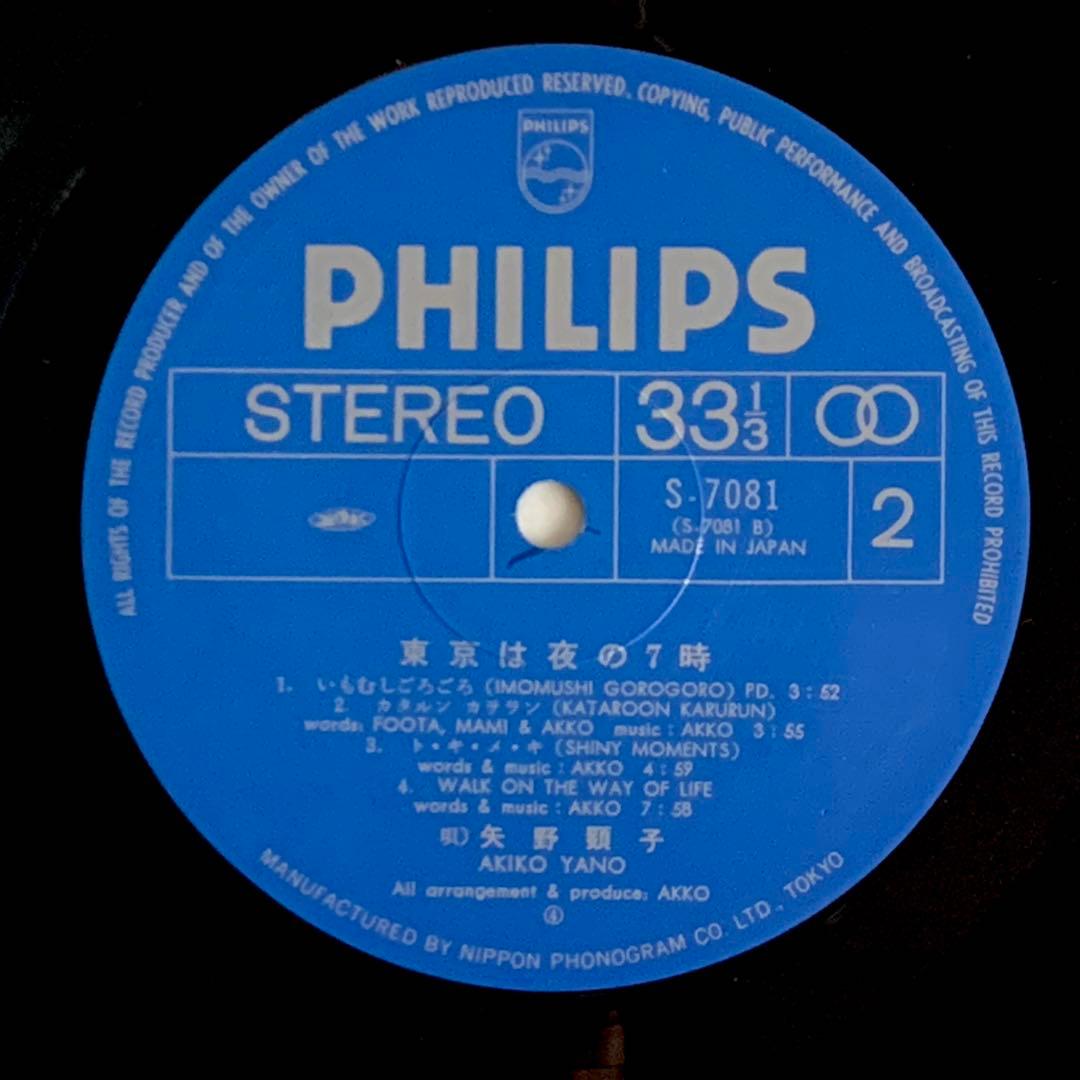 ALL RIGHTS OF THE RECORD PRODUCER AND OF THE OWNER OF THE WORK REPRODUCED RESERVED. COPYING, PUBLIC PERFORMANCE AND BROADCASTING OF THIS RECORD PROHIBITED
PHILIPS
PHILIPS
STEREO 33 1/3
S-7081
(S-7081 B)
MADE IN JAPAN
2
東京は夜の7時
1. いもむしごろごろ (IMOMUSHI GOROGORO) PD. 3:52
2. カタルン カララン (KATAROON KARURUN)
words: FOOTA, MAMI & AKKO music: AKKO 3:55
3. ト・キ・メ・キ (SHINY MOMENTS)
words & music: AKKO 4:59
4. WALK ON THE WAY OF LIFE
words & music: AKKO 7:58
唄) 矢野顕子
AKIKO YANO
All arrangement & produce: AKKO
④
MANUFACTURED BY NIPPON PHONOGRAM CO. LTD., TOKYO